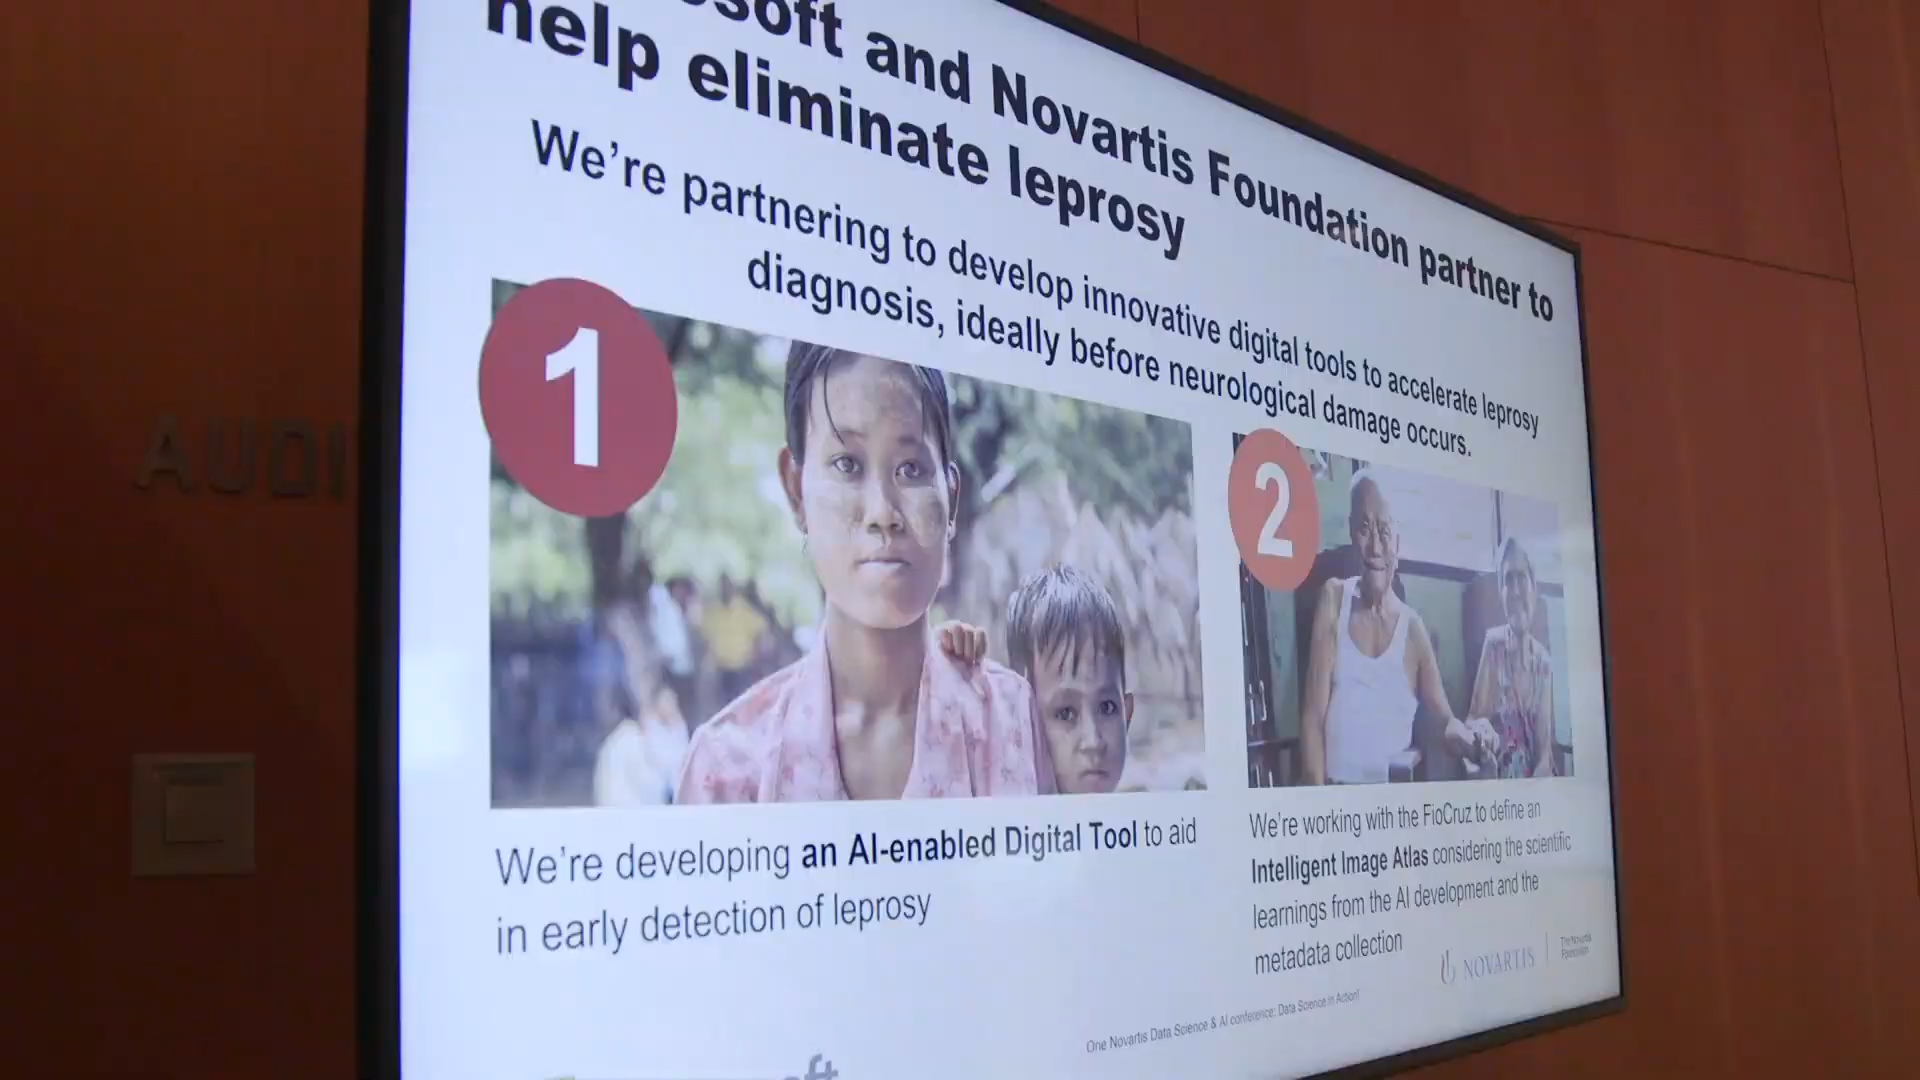 soft and Novartis Foundation partner to
help eliminate leprosy
We're partnering to develop innovative digital tools to accelerate leprosy
diagnosis, ideally before neurological damage occurs.
1
2
AUDI
We're developing an AI-enabled Digital Tool to aid
in early detection of leprosy
We're working with the FioCruz to define an
Intelligent Image Atlas considering the scientific
learnings from the AI development and the
metadata collection
NOVARTIS
The Novartis
Foundation
One Novartis Data Science & AI conference: Data Science in Action!
ft